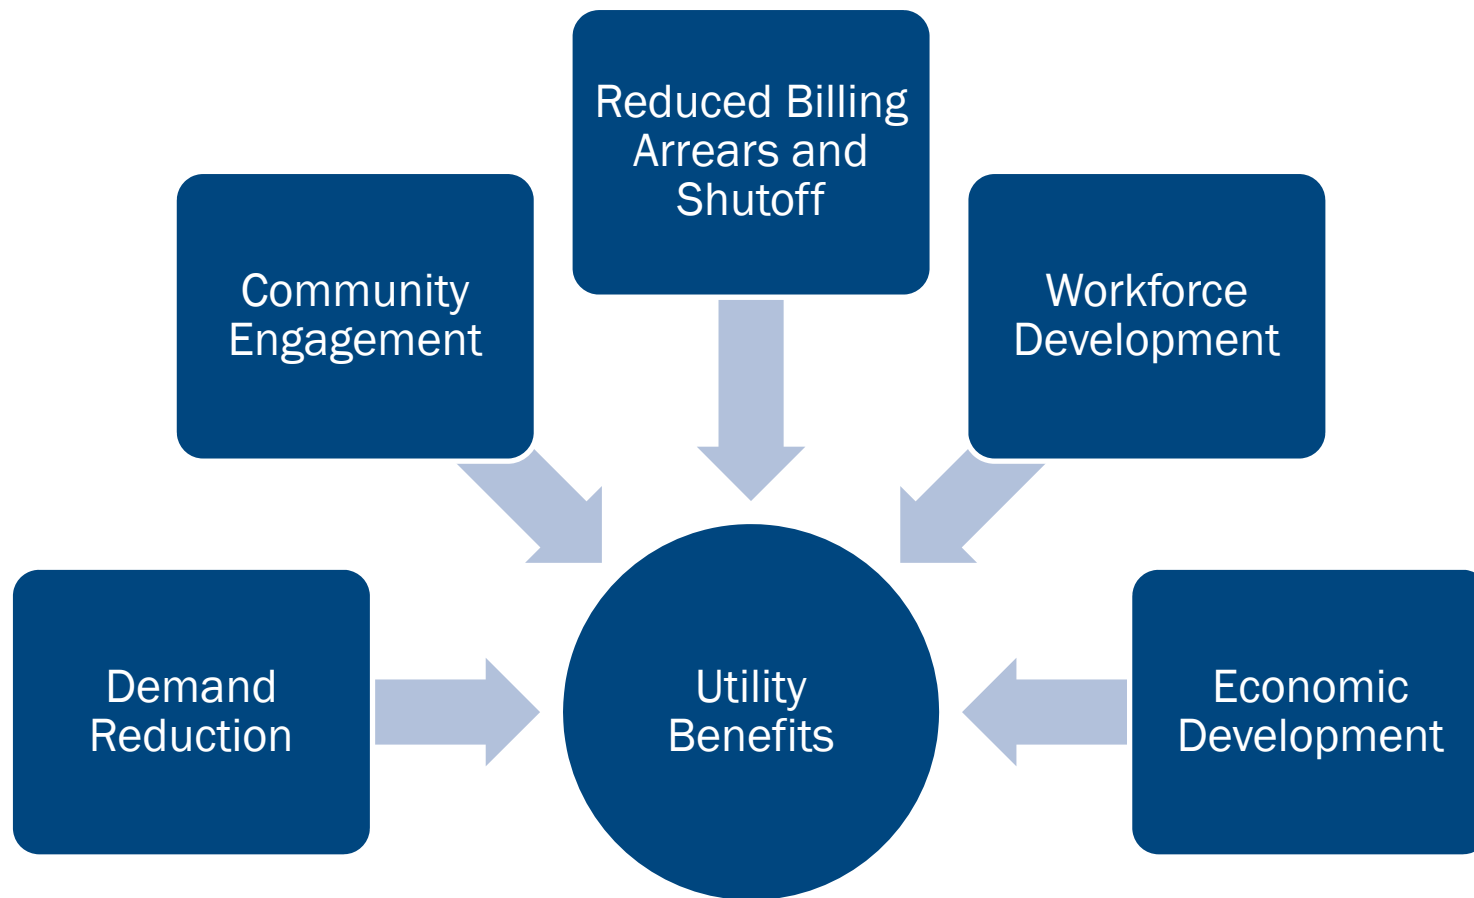 Reduced Billing
Arrears and
Shutoff
Community
Engagement
Workforce
Development
Demand
Reduction
Utility
Benefits
Economic
Development